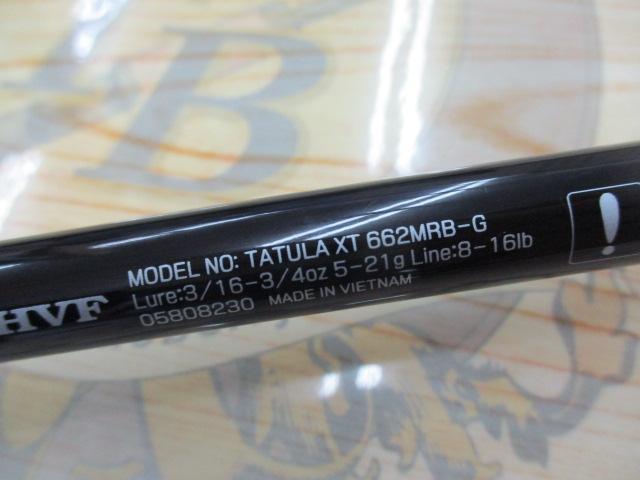 B
HVF
MODEL NO: TATULA XT 662MRB-G
Lure:3/16-3/4oz 5-21g Line:8-16lb
05808230 MADE IN VIETNAM
!